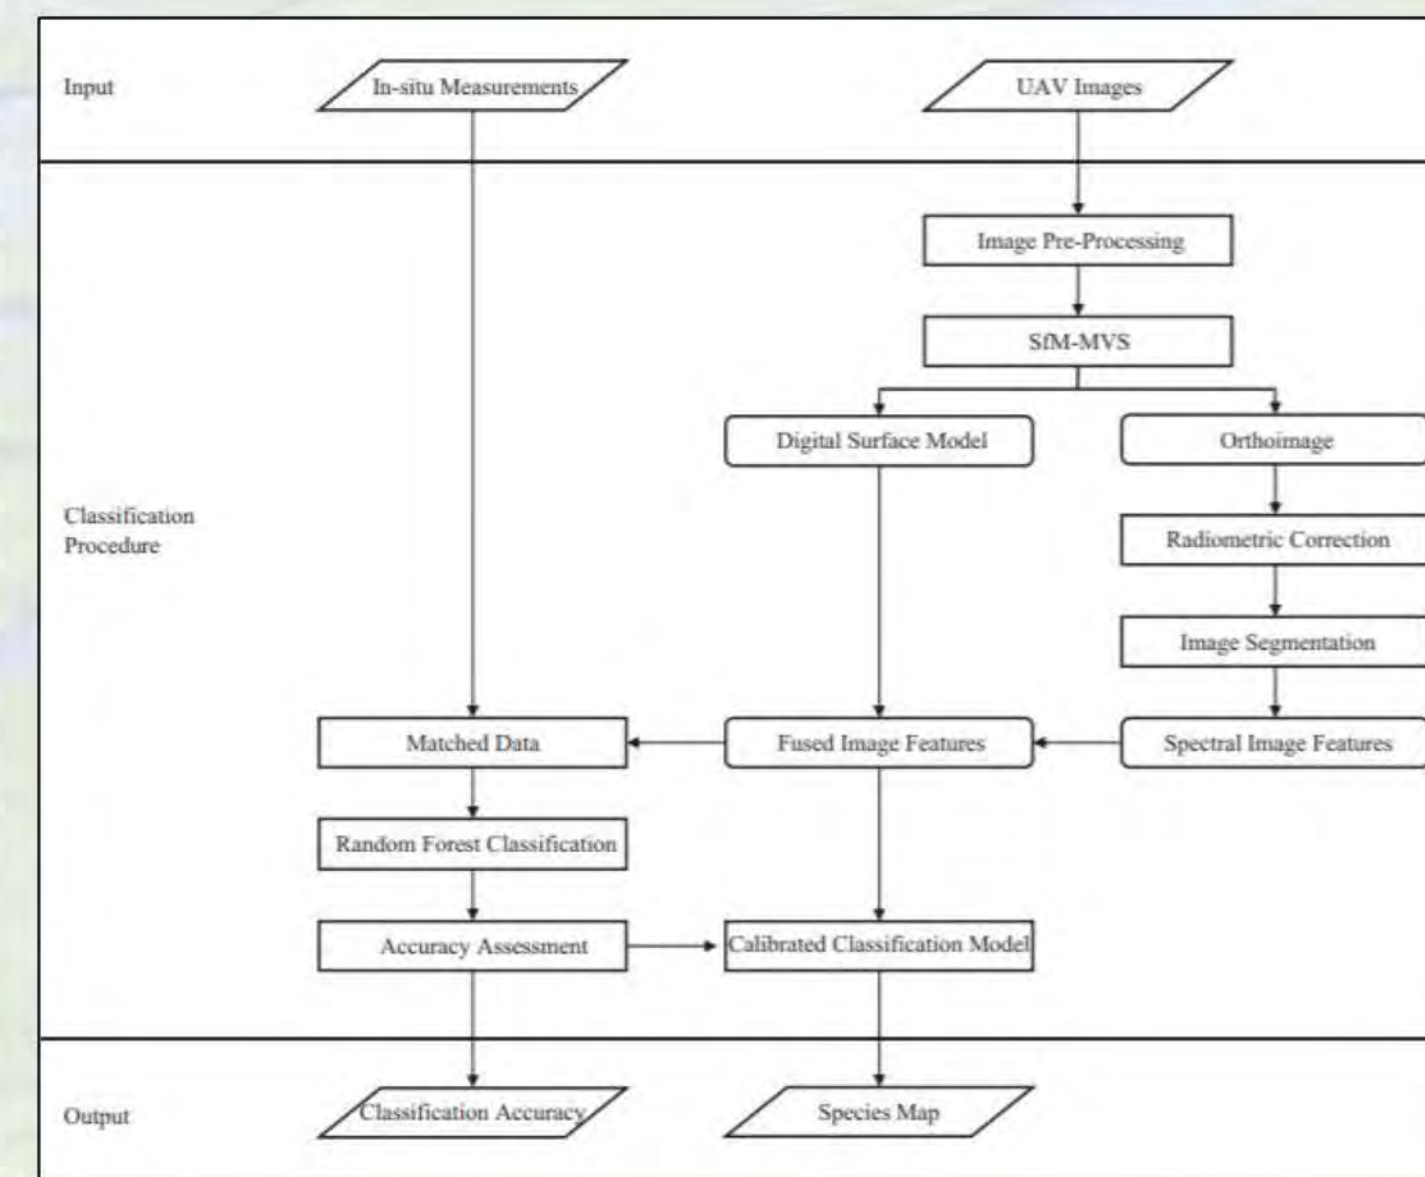 Input
In-situ Measurements
UAV Images
Image Pre-Processing
SfM-MVS
Digital Surface Model
Orthoimage
Classification
Procedure
Radiometric Correction
Image Segmentation
Matched Data
Fused Image Features
Spectral Image Features
Random Forest Classification
Accuracy Assessment
Calibrated Classification Model
Output
Classification Accuracy
Species Map